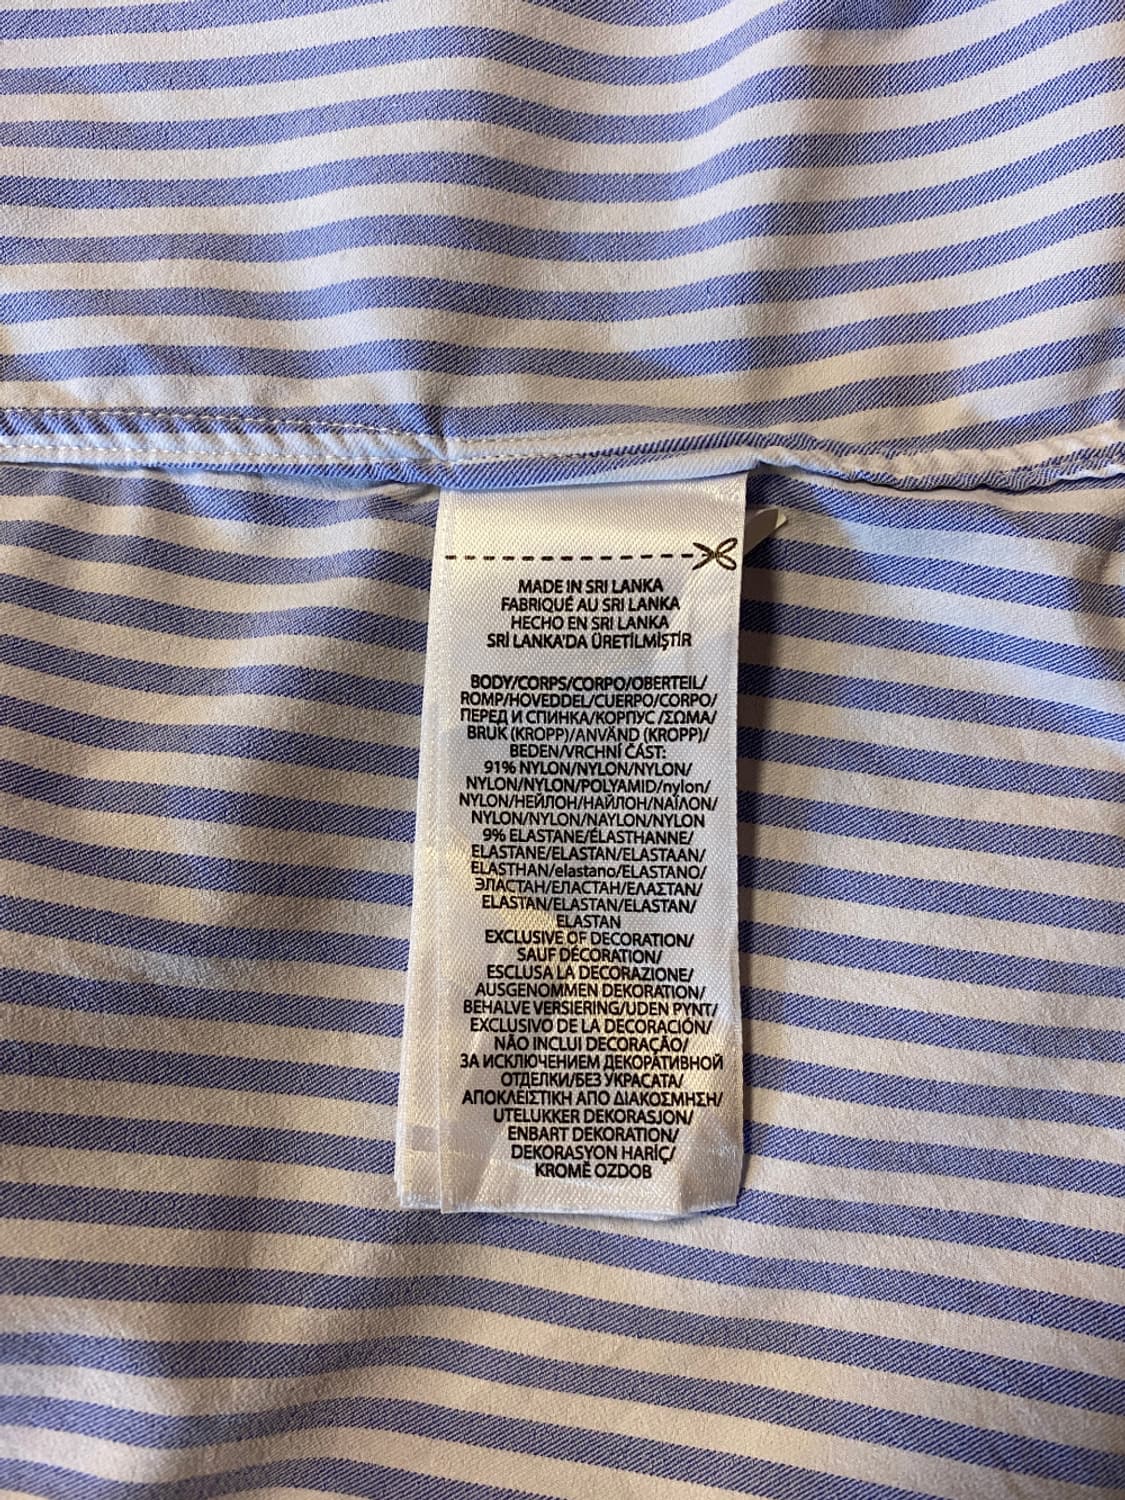 MADE IN SRI LANKA
FABRIQUÉ AU SRI LANKA
HECHO EN SRI LANKA
SRİ LANKA'DA ÜRETİLMİŞTİR
BODY/CORPS/CORPO/OBERTEIL/
ROMP/HOVEDDEL/CUERPO/CORPO/
ПЕРЕД И СПИНКА/КОРПУС /ΣΩΜΑ/
BRUK (KROPP)/ANVÄND (KROPP)/
BEDEN/VRCHNÍ ČÁST:
91% NYLON/NYLON/NYLON/
NYLON/NYLON/POLYAMID/nylon/
NYLON/НЕЙЛОН/НАЙЛОН/ΝΑΪΛΟΝ/
NYLON/NYLON/NAYLON/NYLON
9% ELASTANE/ÉLASTHANNE/
ELASTANE/ELASTAN/ELASTAAN/
ELASTHAN/elastano/ELASTANO/
ЭЛАСТАН/ЕЛАСТАН/ΕΛΑΣΤΑΝ/
ELASTAN/ELASTAN/ELASTAN/
ELASTAN
EXCLUSIVE OF DECORATION/
SAUF DÉCORATION/
ESCLUSA LA DECORAZIONE/
AUSGENOMMEN DEKORATION/
BEHALVE VERSIERING/UDEN PYNT/
EXCLUSIVO DE LA DECORACIÓN/
NÃO INCLUI DECORAÇÃO/
ЗА ИСКЛЮЧЕНИЕМ ДЕКОРАТИВНОЙ
ОТДЕЛКИ/БЕЗ УКРАСАТА/
ΑΠΟΚΛΕΙΣΤΙΚΗ ΑΠΟ ΔΙΑΚΟΣΜΗΣΗ/
UTELUKKER DEKORASJON/
ENBART DEKORATION/
DEKORASYON HARİÇ/
KROMĚ OZDOB